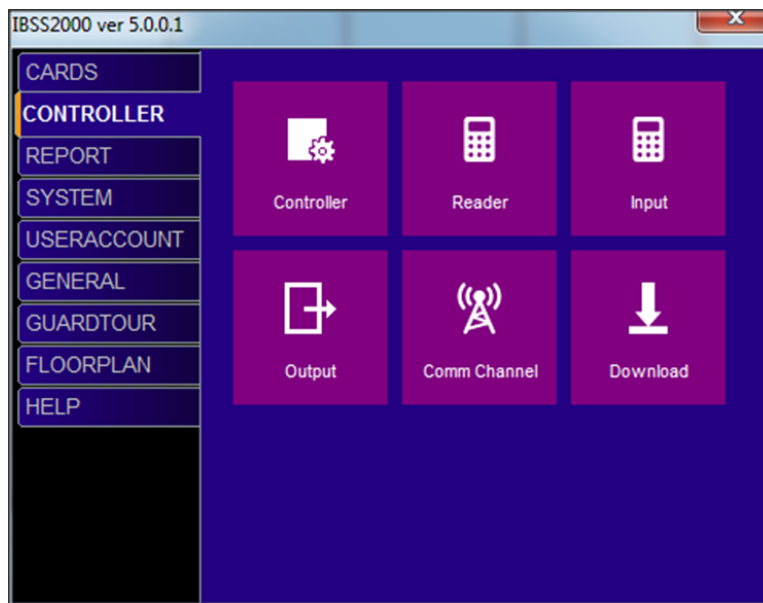 IBSS2000 ver 5.0.0.1
CARDS
CONTROLLER
REPORT
SYSTEM
USERACCOUNT
GENERAL
GUARDTOUR
FLOORPLAN
HELP
Controller
Reader
Input
Output
Comm Channel
Download